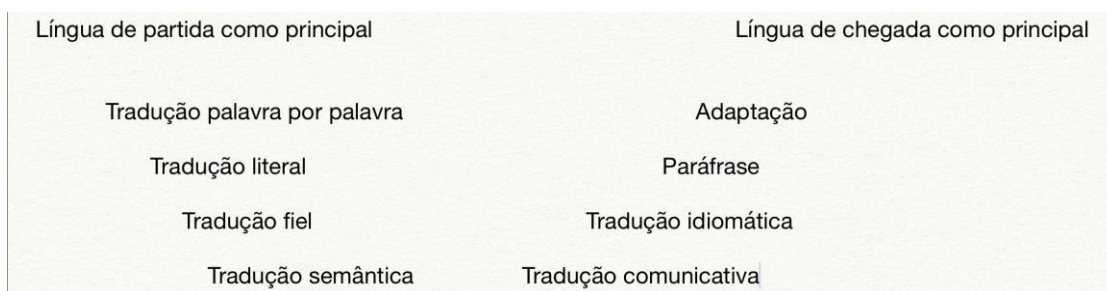 Língua de partida como principal Língua de chegada como principal
Tradução palavra por palavra Adaptação
Tradução literal Paráfrase
Tradução fiel Tradução idiomática
Tradução semântica Tradução comunicativa